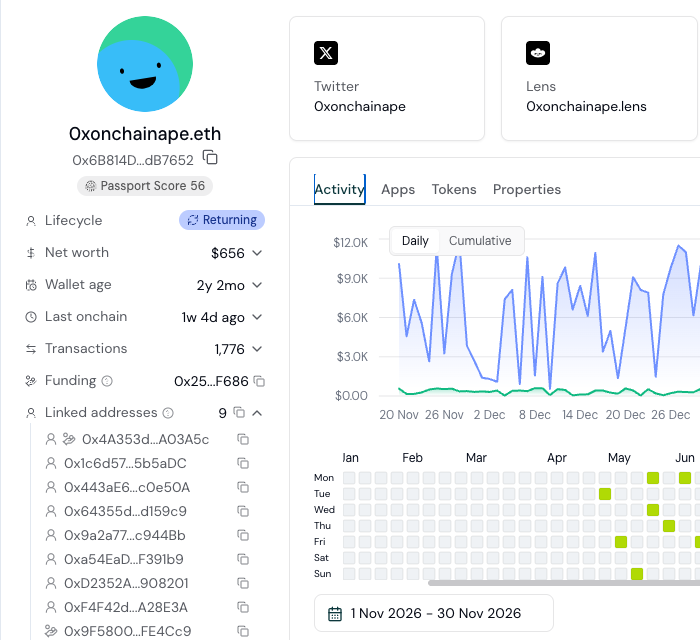 0xonchainape.eth
0x6B814D...dB7652
Passport Score 56
Lifecycle Returning
Net worth $656
Wallet age 2y 2mo
Last onchain 1w 4d ago
Transactions 1,776
Funding 0x25...F686
Linked addresses 9
0x4A353d...A03A5c
0x1c6d57...5b5aDC
0x443aE6...c0e50A
0x64355d...d159c9
0x9a2a77...c944Bb
0xa54EaD...F391b9
0xD2352A...908201
0xF4F42d...A28E3A
0x9F5800...FE4Cc9
Twitter
0xonchainape
Lens
0xonchainape.lens
Activity Apps Tokens Properties
Daily Cumulative
$12.0K
$9.0K
$6.0K
$3.0K
$0.00
20 Nov 26 Nov 2 Dec 8 Dec 14 Dec 20 Dec 26 Dec
Jan Feb Mar Apr May Jun
Mon
Tue
Wed
Thu
Fri
Sat
Sun
1 Nov 2026 - 30 Nov 2026